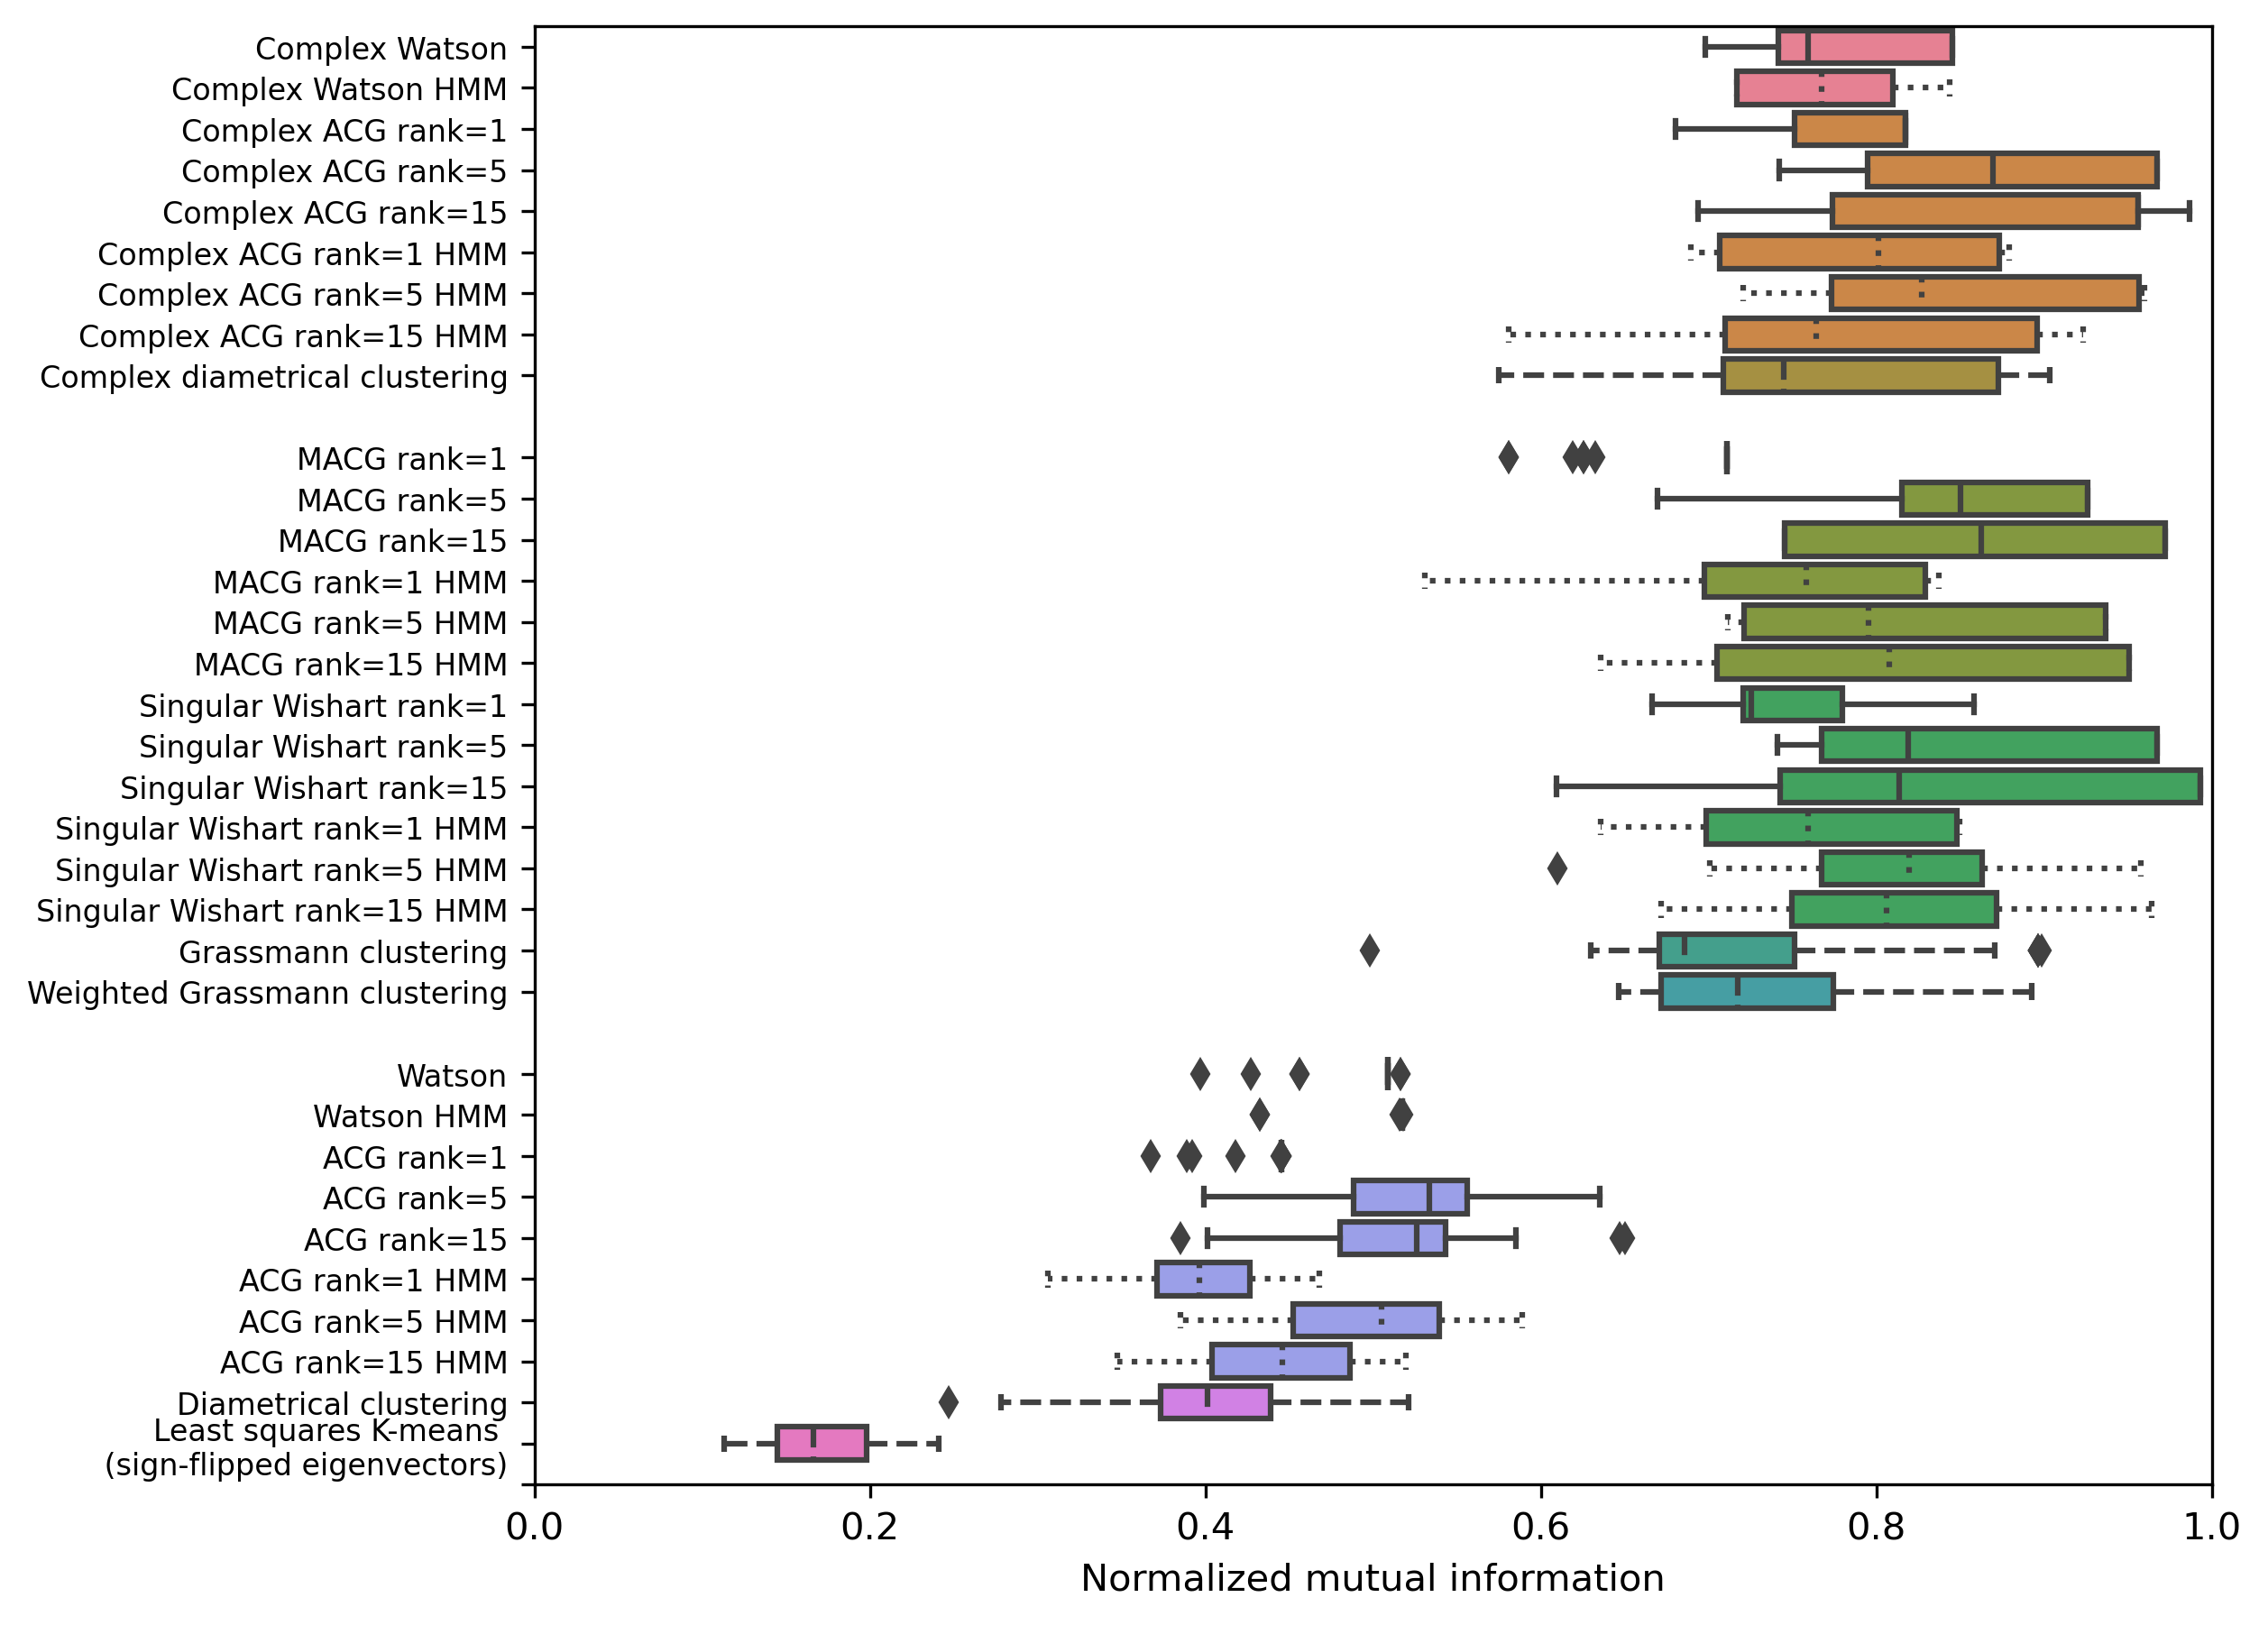 Complex Watson
Complex Watson HMM
Complex ACG rank=1
Complex ACG rank=5
Complex ACG rank=15
Complex ACG rank=1 HMM
Complex ACG rank=5 HMM
Complex ACG rank=15 HMM
Complex diametrical clustering
MACG rank=1
MACG rank=5
MACG rank=15
MACG rank=1 HMM
MACG rank=5 HMM
MACG rank=15 HMM
Singular Wishart rank=1
Singular Wishart rank=5
Singular Wishart rank=15
Singular Wishart rank=1 HMM
Singular Wishart rank=5 HMM
Singular Wishart rank=15 HMM
Grassmann clustering
Weighted Grassmann clustering
Watson
Watson HMM
ACG rank=1
ACG rank=5
ACG rank=15
ACG rank=1 HMM
ACG rank=5 HMM
ACG rank=15 HMM
Diametrical clustering
Least squares K-means
(sign-flipped eigenvectors)
0.0 0.2 0.4 0.6 0.8 1.0
Normalized mutual information